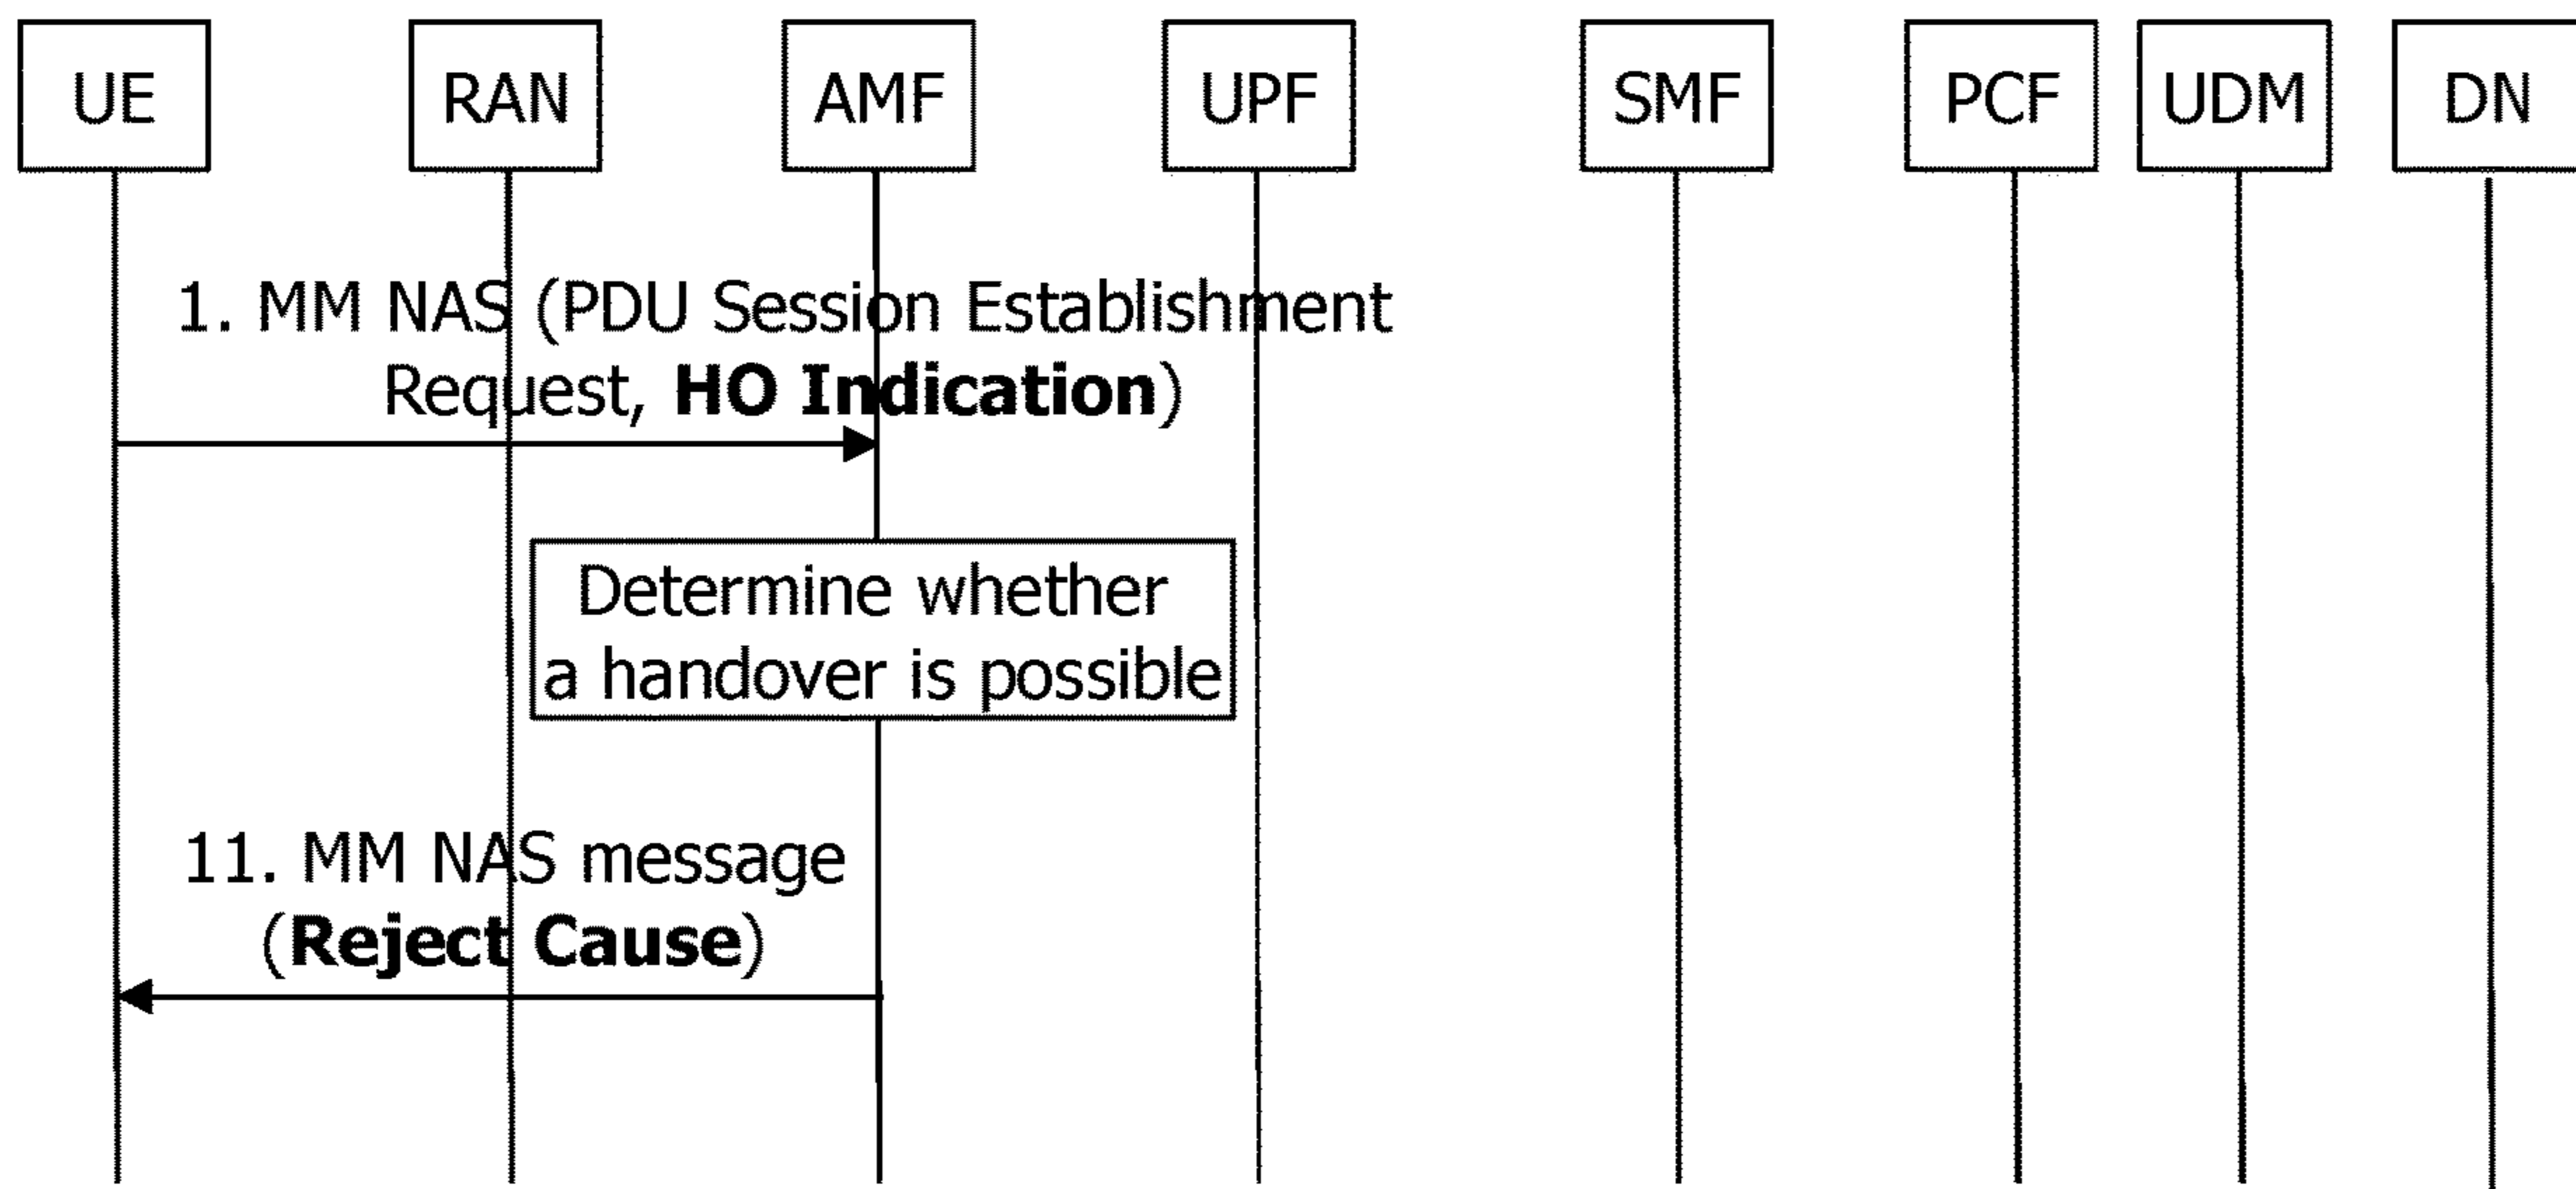 UE
RAN
AMF
UPF
SMF
PCF
UDM
DN
1. MM NAS (PDU Session Establishment
Request, HO Indication)
Determine whether
a handover is possible
11. MM NAS message
(Reject Cause)